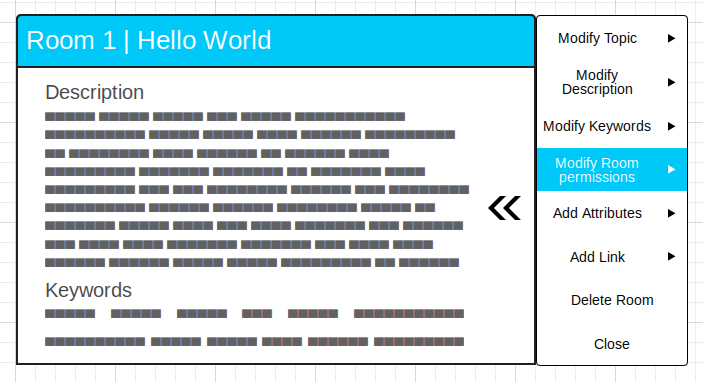 Room 1 | Hello World
Description
Keywords
Modify Topic
Modify
Description
Modify Keywords
Modify Room
permissions
Add Attributes
Add Link
Delete Room
Close